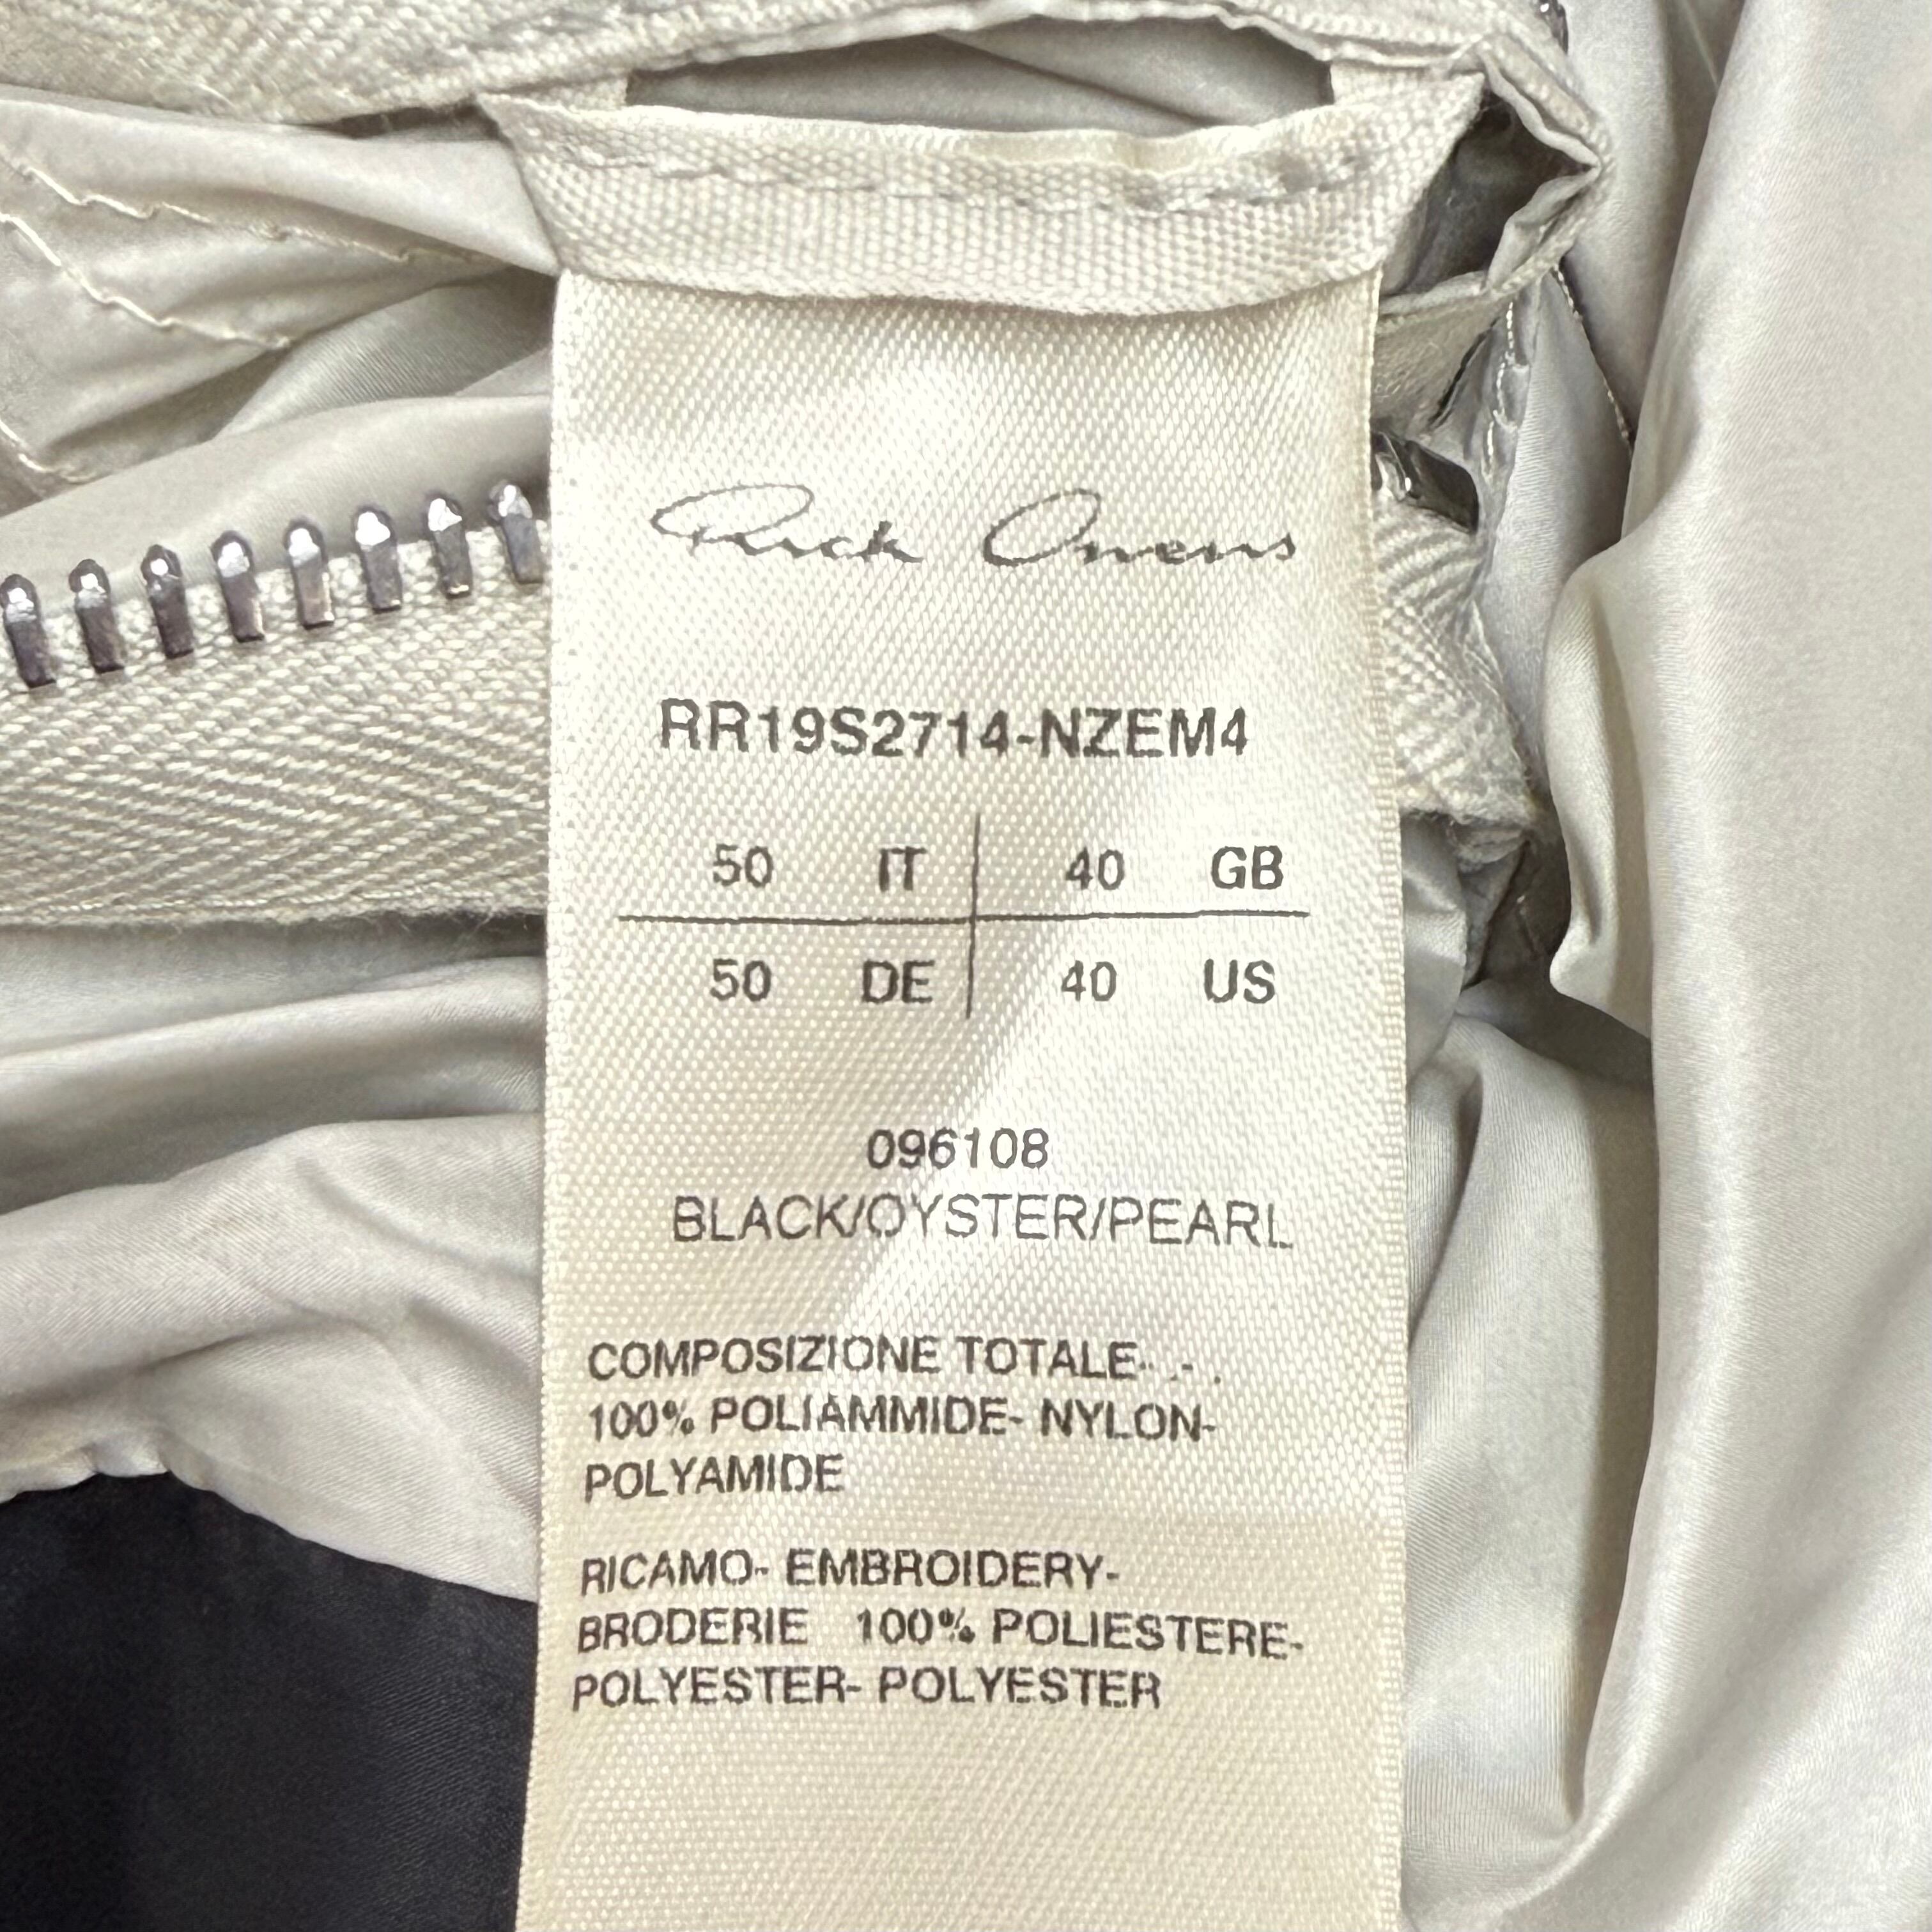 Rick Owens
RR19S2714-NZEM4
50 IT 40 GB
50 DE 40 US
096108
BLACK/OYSTER/PEARL
COMPOSIZIONE TOTALE- .- .
100% POLIAMMIDE- NYLON-
POLYAMIDE
RICAMO- EMBROIDERY-
BRODERIE 100% POLIESTERE-
POLYESTER- POLYESTER